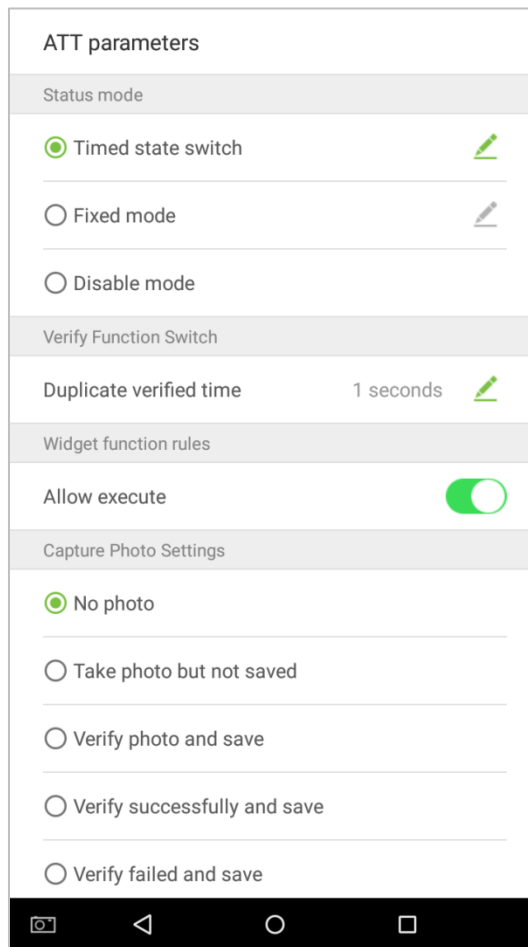 ATT parameters
Status mode
Timed state switch
Fixed mode
Disable mode
Verify Function Switch
Duplicate verified time 1 seconds
Widget function rules
Allow execute
Capture Photo Settings
No photo
Take photo but not saved
Verify photo and save
Verify successfully and save
Verify failed and save